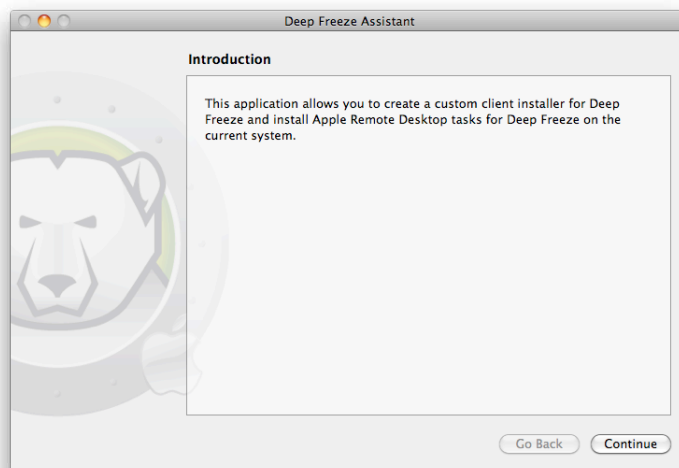 Deep Freeze Assistant
Introduction
This application allows you to create a custom client installer for Deep
Freeze and install Apple Remote Desktop tasks for Deep Freeze on the
current system.
Go Back
Continue